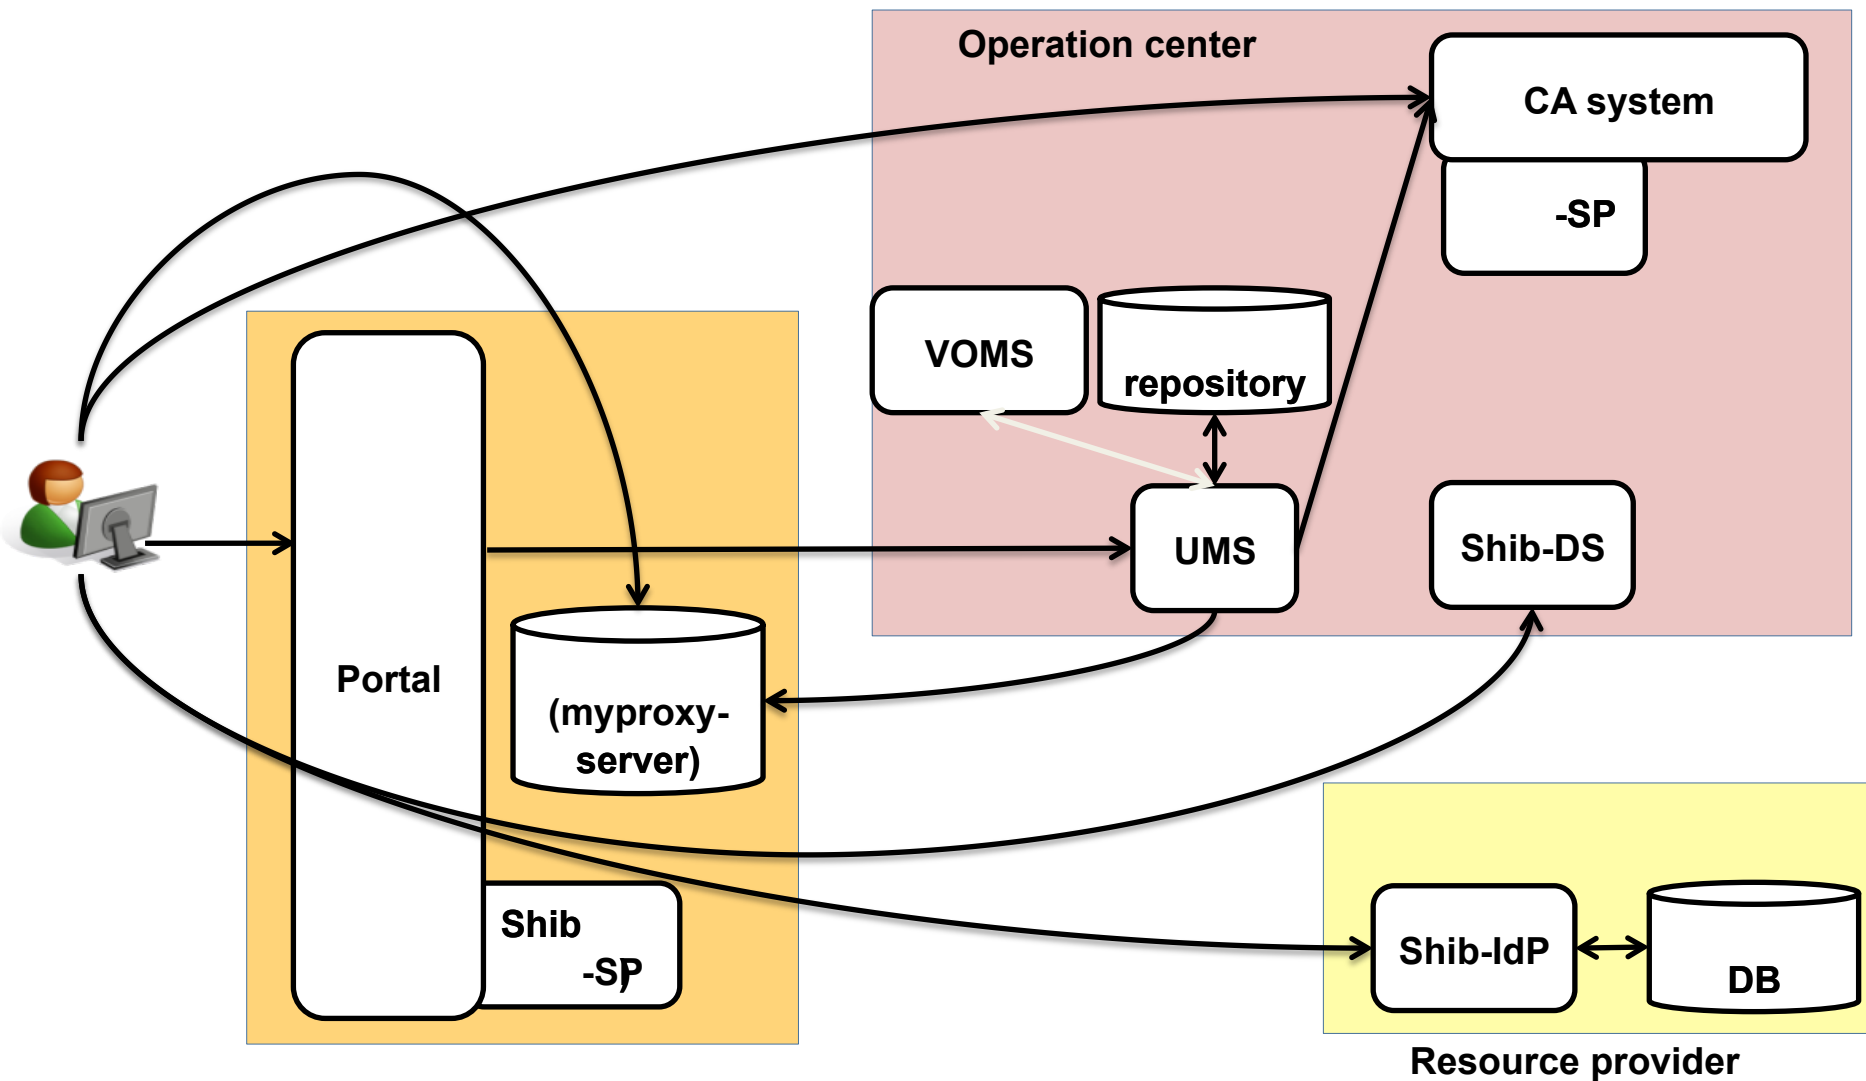 Operation center
CA system
-SP
VOMS
repository
UMS
Shib-DS
Portal
(myproxy-
server)
Shib
-SP
Shib-IdP
DB
Resource provider